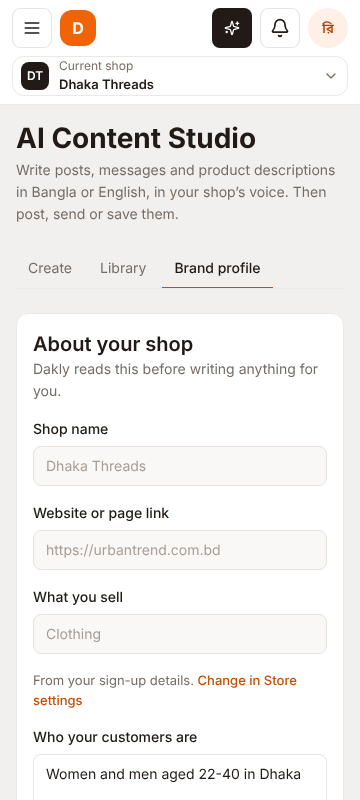 D
রি
DT
Current shop
Dhaka Threads
AI Content Studio
Write posts, messages and product descriptions
in Bangla or English, in your shop's voice. Then
post, send or save them.
Create
Library
Brand profile
About your shop
Dakly reads this before writing anything for
you.
Shop name
Dhaka Threads
Website or page link
https://urbantrend.com.bd
What you sell
Clothing
From your sign-up details. Change in Store
settings
Who your customers are
Women and men aged 22-40 in Dhaka